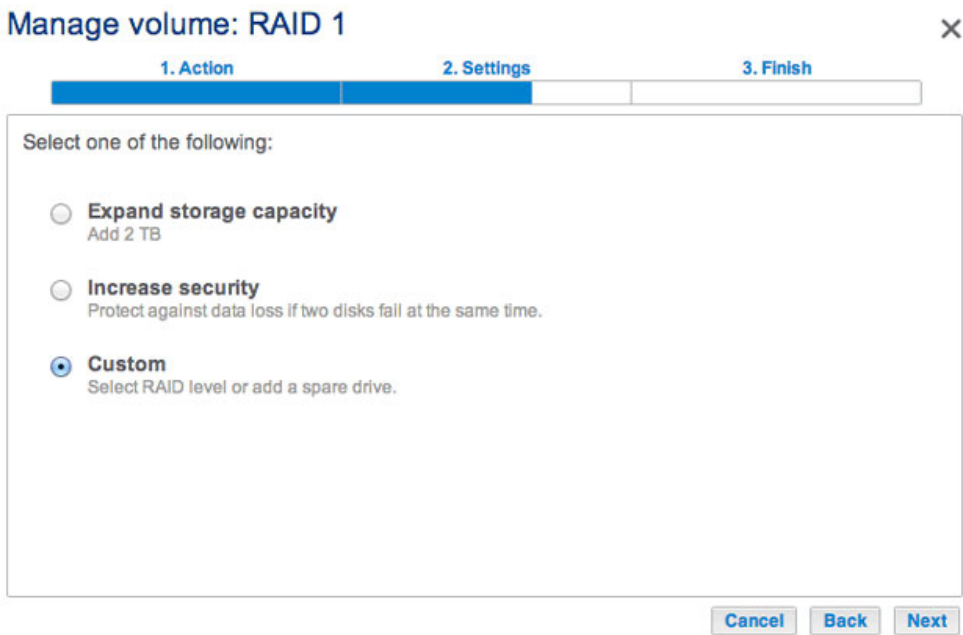 Manage volume: RAID 1
1. Action 2. Settings 3. Finish
Select one of the following:
Expand storage capacity
Add 2 TB
Increase security
Protect against data loss if two disks fail at the same time.
Custom
Select RAID level or add a spare drive.
Cancel Back Next